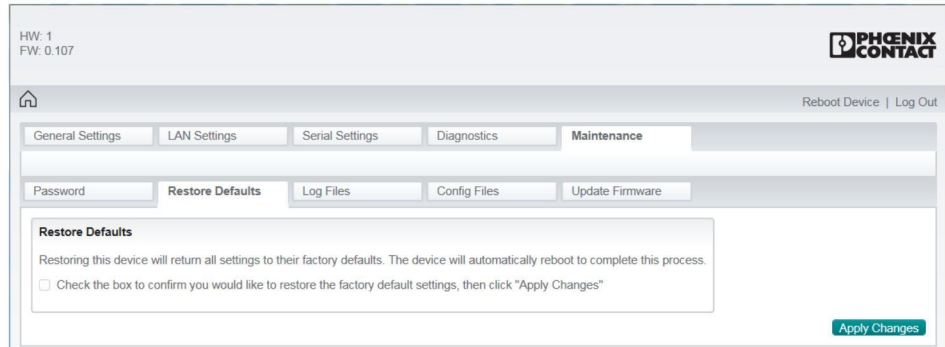 HW: 1
FW: 0.107
PHŒNIX
CONTACT
Reboot Device | Log Out
General Settings LAN Settings Serial Settings Diagnostics Maintenance
Password Restore Defaults Log Files Config Files Update Firmware
Restore Defaults
Restoring this device will return all settings to their factory defaults. The device will automatically reboot to complete this process.
Check the box to confirm you would like to restore the factory default settings, then click "Apply Changes"
Apply Changes